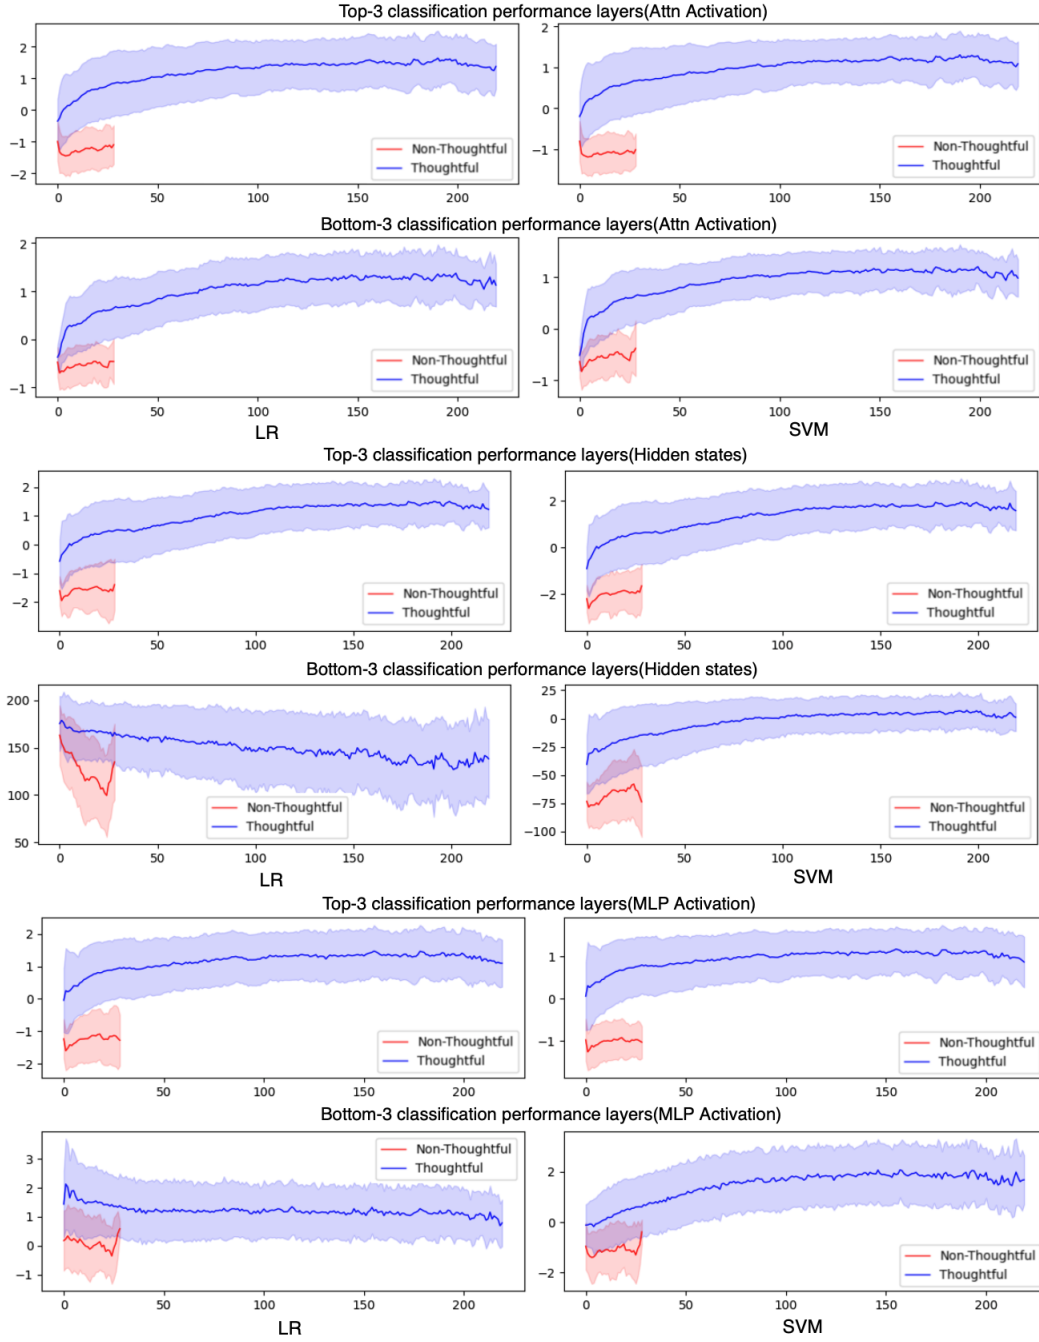 Top-3 classification performance layers(Attn Activation)
2
1
0
−1
−2
0 50 100 150 200
Non-Thoughtful
Thoughtful
2
1
0
−1
0 50 100 150 200
Non-Thoughtful
Thoughtful
Bottom-3 classification performance layers(Attn Activation)
2
1
0
−1
0 50 100 150 200
Non-Thoughtful
Thoughtful
LR
1
0
−1
0 50 100 150 200
Non-Thoughtful
Thoughtful
SVM
Top-3 classification performance layers(Hidden states)
2
1
0
−1
−2
0 50 100 150 200
Non-Thoughtful
Thoughtful
2
0
−2
0 50 100 150 200
Non-Thoughtful
Thoughtful
Bottom-3 classification performance layers(Hidden states)
200
150
100
50
0 50 100 150 200
Non-Thoughtful
Thoughtful
LR
25
0
−25
−50
−75
−100
0 50 100 150 200
Non-Thoughtful
Thoughtful
SVM
Top-3 classification performance layers(MLP Activation)
2
1
0
−1
−2
0 50 100 150 200
Non-Thoughtful
Thoughtful
1
0
−1
0 50 100 150 200
Non-Thoughtful
Thoughtful
Bottom-3 classification performance layers(MLP Activation)
3
2
1
0
−1
0 50 100 150 200
Non-Thoughtful
Thoughtful
LR
2
0
−2
0 50 100 150 200
Non-Thoughtful
Thoughtful
SVM